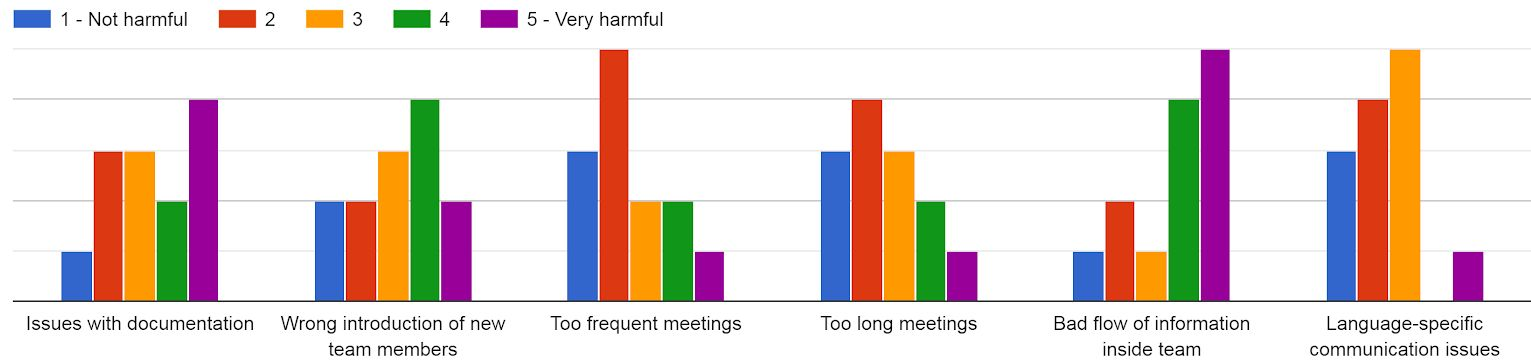 1 - Not harmful 2 3 4 5 - Very harmful
Issues with documentation
Wrong introduction of new
team members
Too frequent meetings
Too long meetings
Bad flow of information
inside team
Language-specific
communication issues